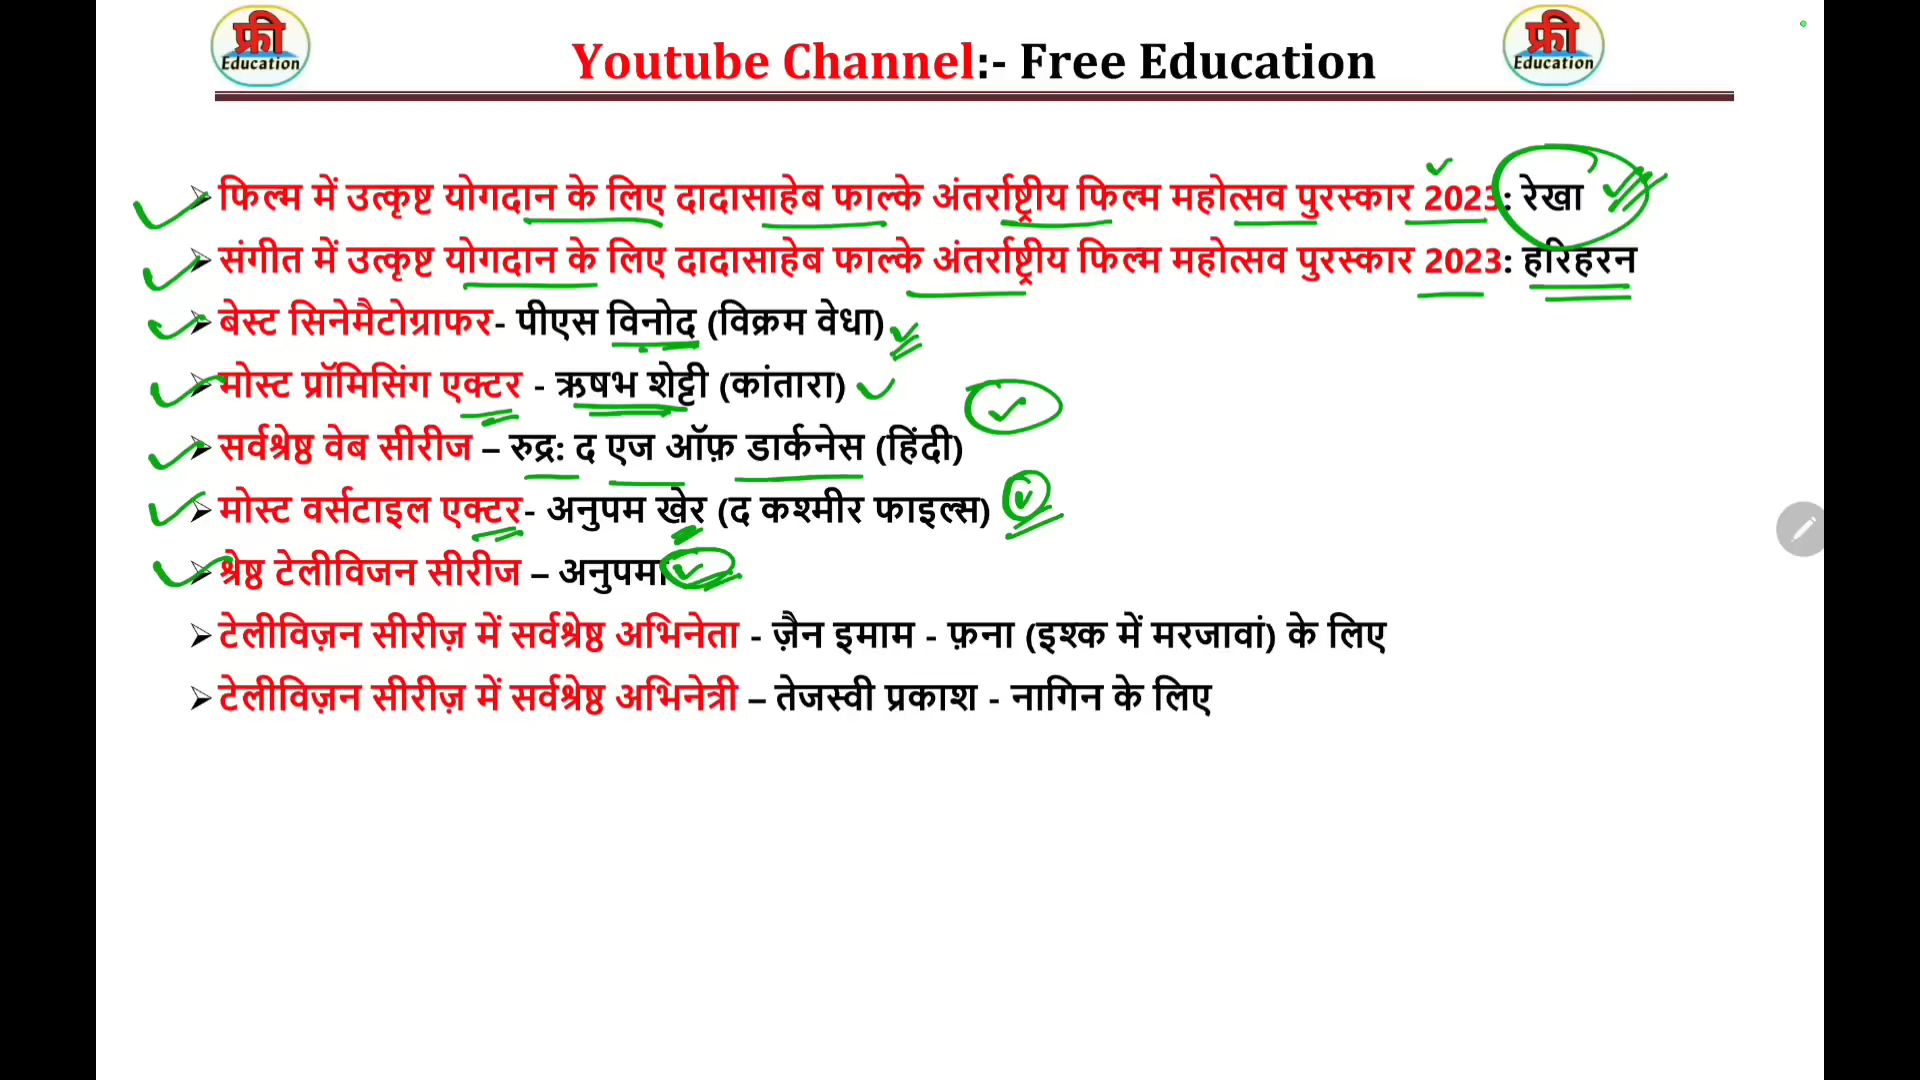 फ्री
Education
Youtube Channel:- Free Education
फ्री
Education
फिल्म में उत्कृष्ट योगदान के लिए दादासाहेब फाल्के अंतर्राष्ट्रीय फिल्म महोत्सव पुरस्कार 2023: रेखा
संगीत में उत्कृष्ट योगदान के लिए दादासाहेब फाल्के अंतर्राष्ट्रीय फिल्म महोत्सव पुरस्कार 2023: हरिहरन
बेस्ट सिनेमैटोग्राफर- पीएस विनोद (विक्रम वेधा)
मोस्ट प्रॉमिसिंग एक्टर - ऋषभ शेट्टी (कांतारा)
सर्वश्रेष्ठ वेब सीरीज – रुद्र: द एज ऑफ़ डार्कनेस (हिंदी)
मोस्ट वर्सटाइल एक्टर- अनुपम खेर (द कश्मीर फाइल्स)
श्रेष्ठ टेलीविजन सीरीज – अनुपमा
टेलीविज़न सीरीज़ में सर्वश्रेष्ठ अभिनेता - ज़ैन इमाम - फ़ना (इश्क में मरजावां) के लिए
टेलीविज़न सीरीज़ में सर्वश्रेष्ठ अभिनेत्री – तेजस्वी प्रकाश - नागिन के लिए